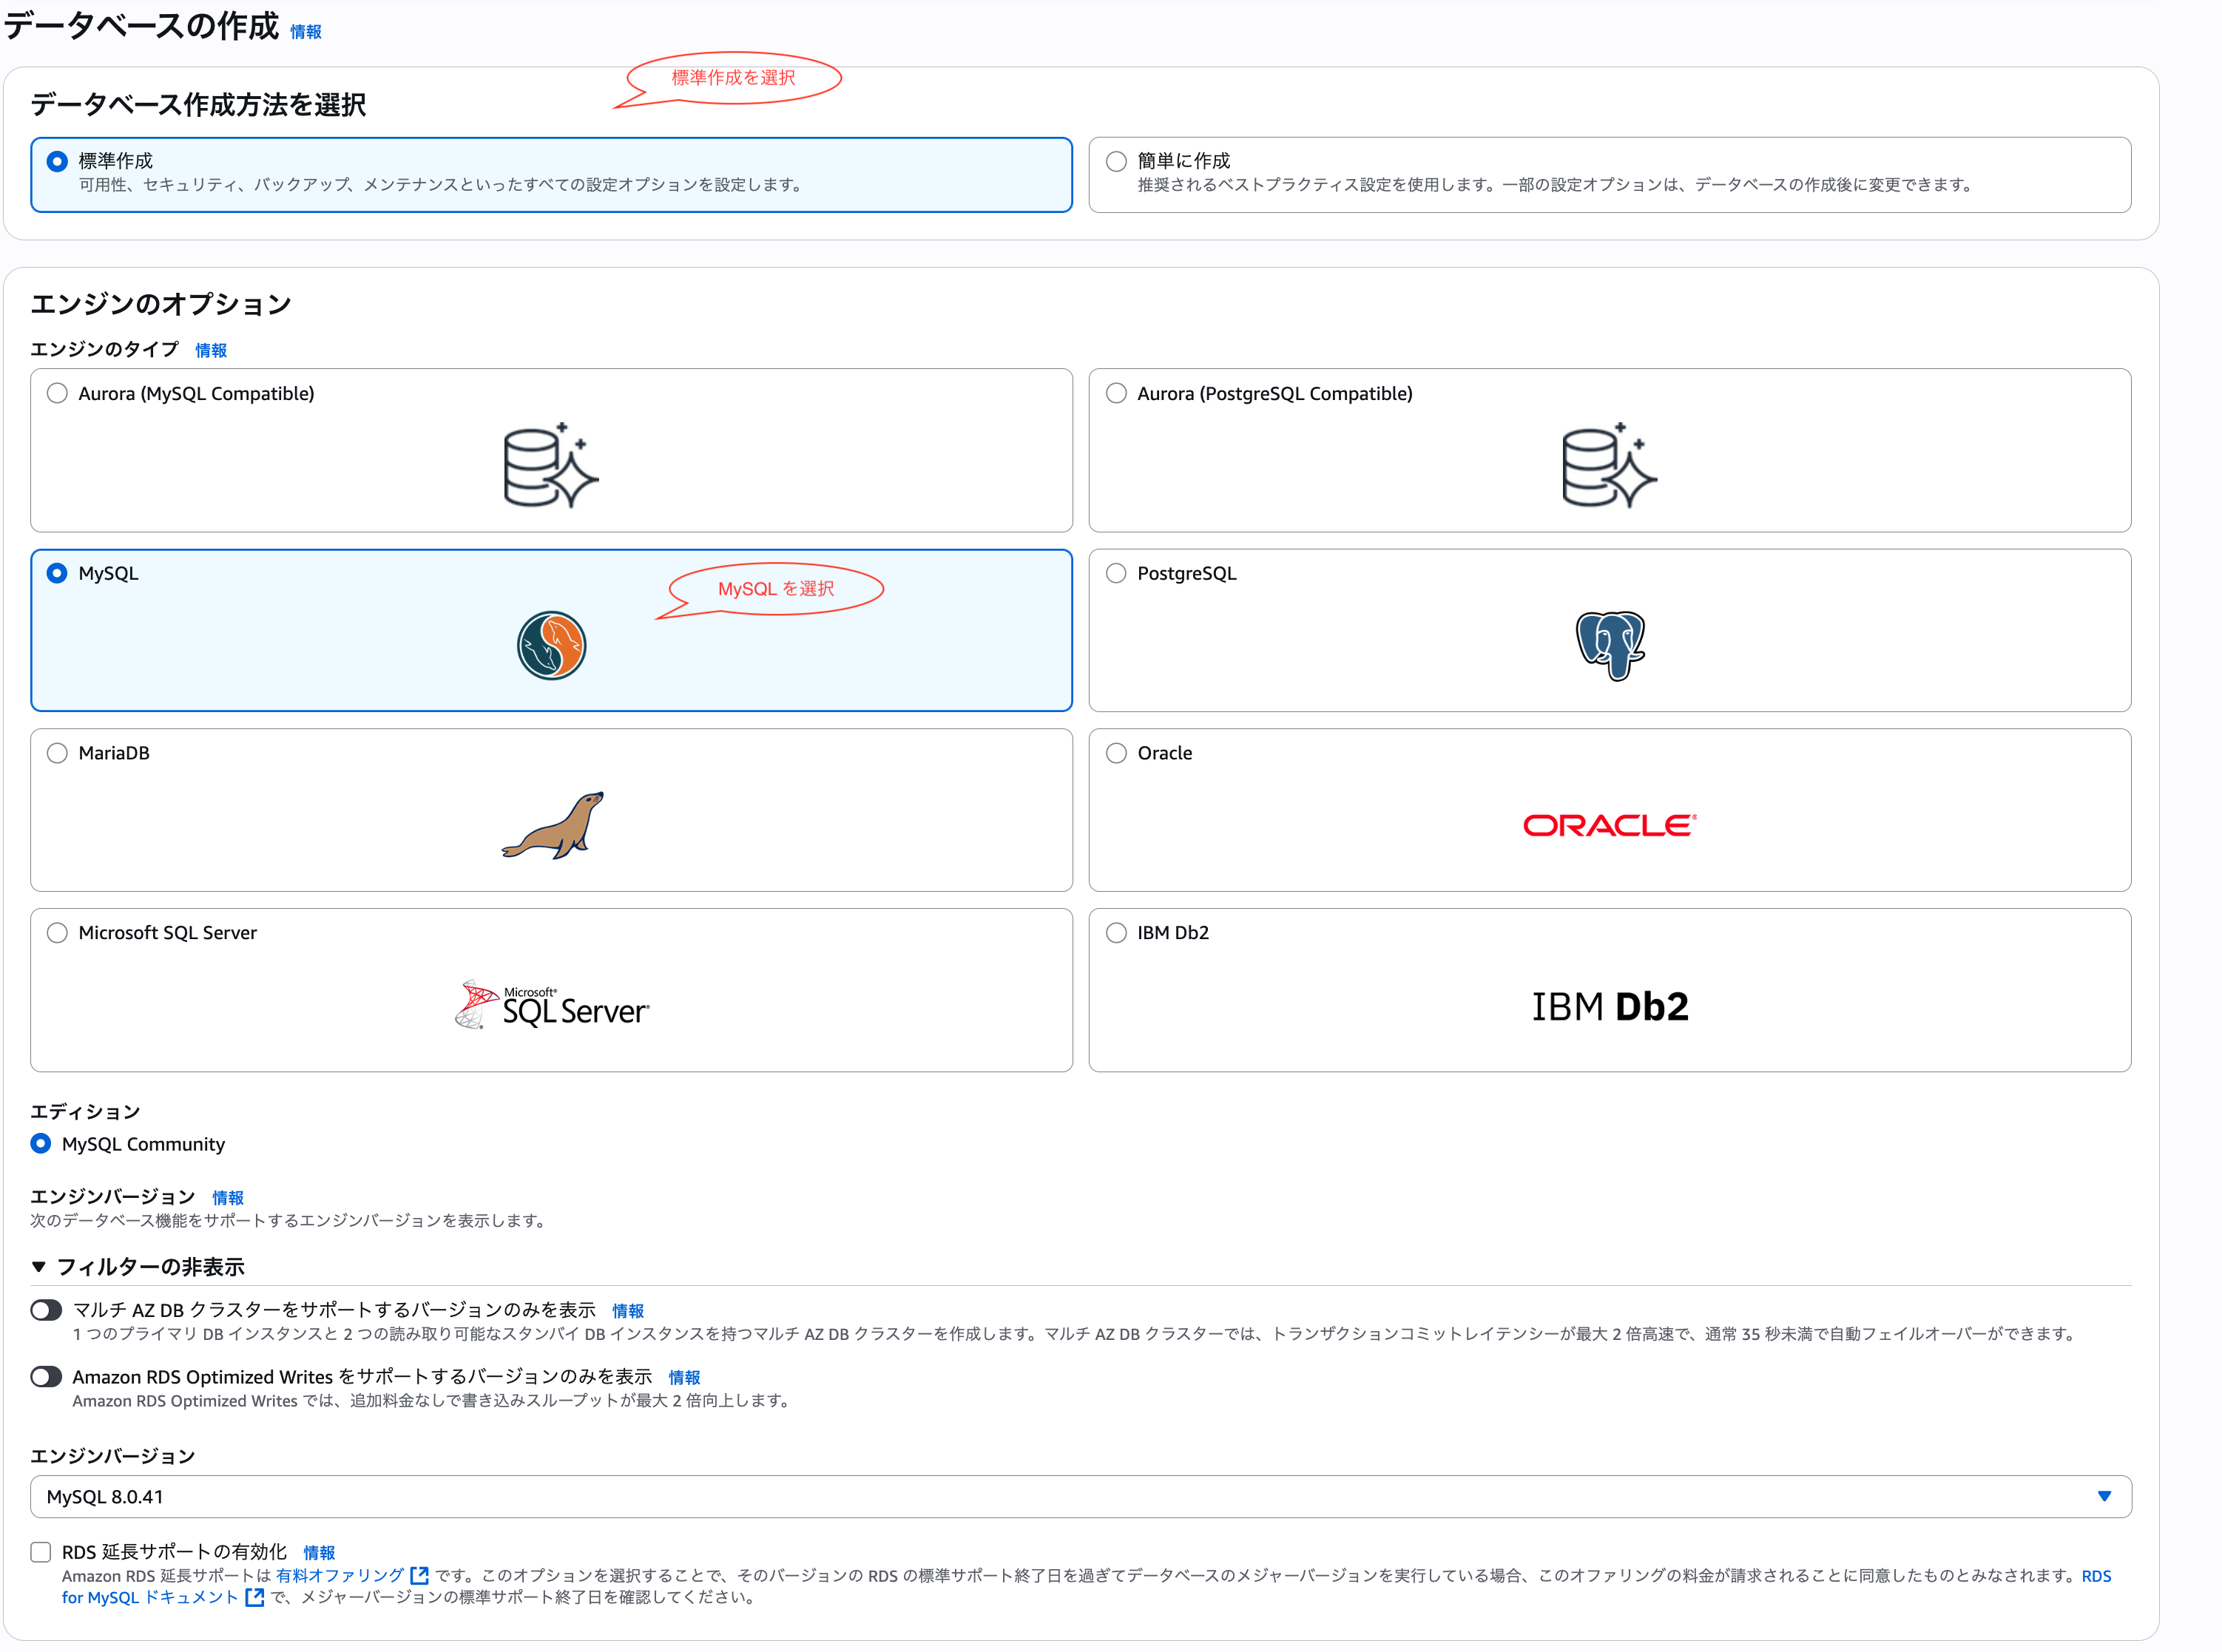 データベースの作成 情報
標準作成を選択
データベース作成方法を選択
標準作成
可用性、セキュリティ、バックアップ、メンテナンスといったすべての設定オプションを設定します。
簡単に作成
推奨されるベストプラクティス設定を使用します。一部の設定オプションは、データベースの作成後に変更できます。
エンジンのオプション
エンジンのタイプ 情報
Aurora (MySQL Compatible)
Aurora (PostgreSQL Compatible)
MySQL
MySQL を選択
PostgreSQL
MariaDB
Oracle
ORACLE®
Microsoft SQL Server
Microsoft®
SQL Server®
IBM Db2
IBM Db2
エディション
MySQL Community
エンジンバージョン 情報
次のデータベース機能をサポートするエンジンバージョンを表示します。
▼ フィルターの非表示
マルチ AZ DB クラスターをサポートするバージョンのみを表示 情報
1 つのプライマリ DB インスタンスと 2 つの読み取り可能なスタンバイ DB インスタンスを持つマルチ AZ DB クラスターを作成します。マルチ AZ DB クラスターでは、トランザクションコミットレイテンシーが最大 2 倍高速で、通常 35 秒未満で自動フェイルオーバーができます。
Amazon RDS Optimized Writes をサポートするバージョンのみを表示 情報
Amazon RDS Optimized Writes では、追加料金なしで書き込みスループットが最大 2 倍向上します。
エンジンバージョン
MySQL 8.0.41
RDS 延長サポートの有効化 情報
Amazon RDS 延長サポートは 有料オファリング です。このオプションを選択することで、そのバージョンの RDS の標準サポート終了日を過ぎてデータベースのメジャーバージョンを実行している場合、このオファリングの料金が請求されることに同意したものとみなされます。RDS
for MySQL ドキュメント で、メジャーバージョンの標準サポート終了日を確認してください。